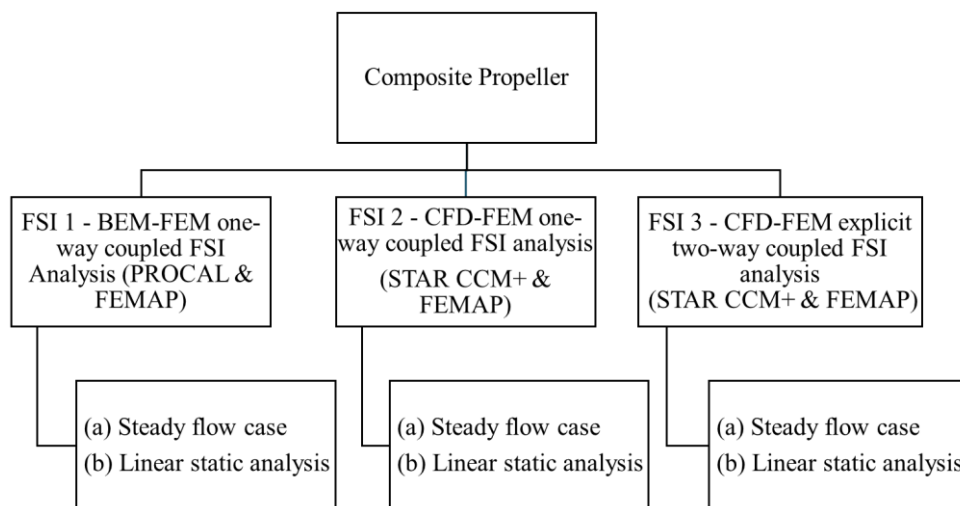 Composite Propeller
FSI 1 - BEM-FEM one-
way coupled FSI
Analysis (PROCAL &
FEMAP)
FSI 2 - CFD-FEM one-
way coupled FSI analysis
(STAR CCM+ &
FEMAP)
FSI 3 - CFD-FEM explicit
two-way coupled FSI
analysis
(STAR CCM+ & FEMAP)
(a) Steady flow case
(b) Linear static analysis
(a) Steady flow case
(b) Linear static analysis
(a) Steady flow case
(b) Linear static analysis